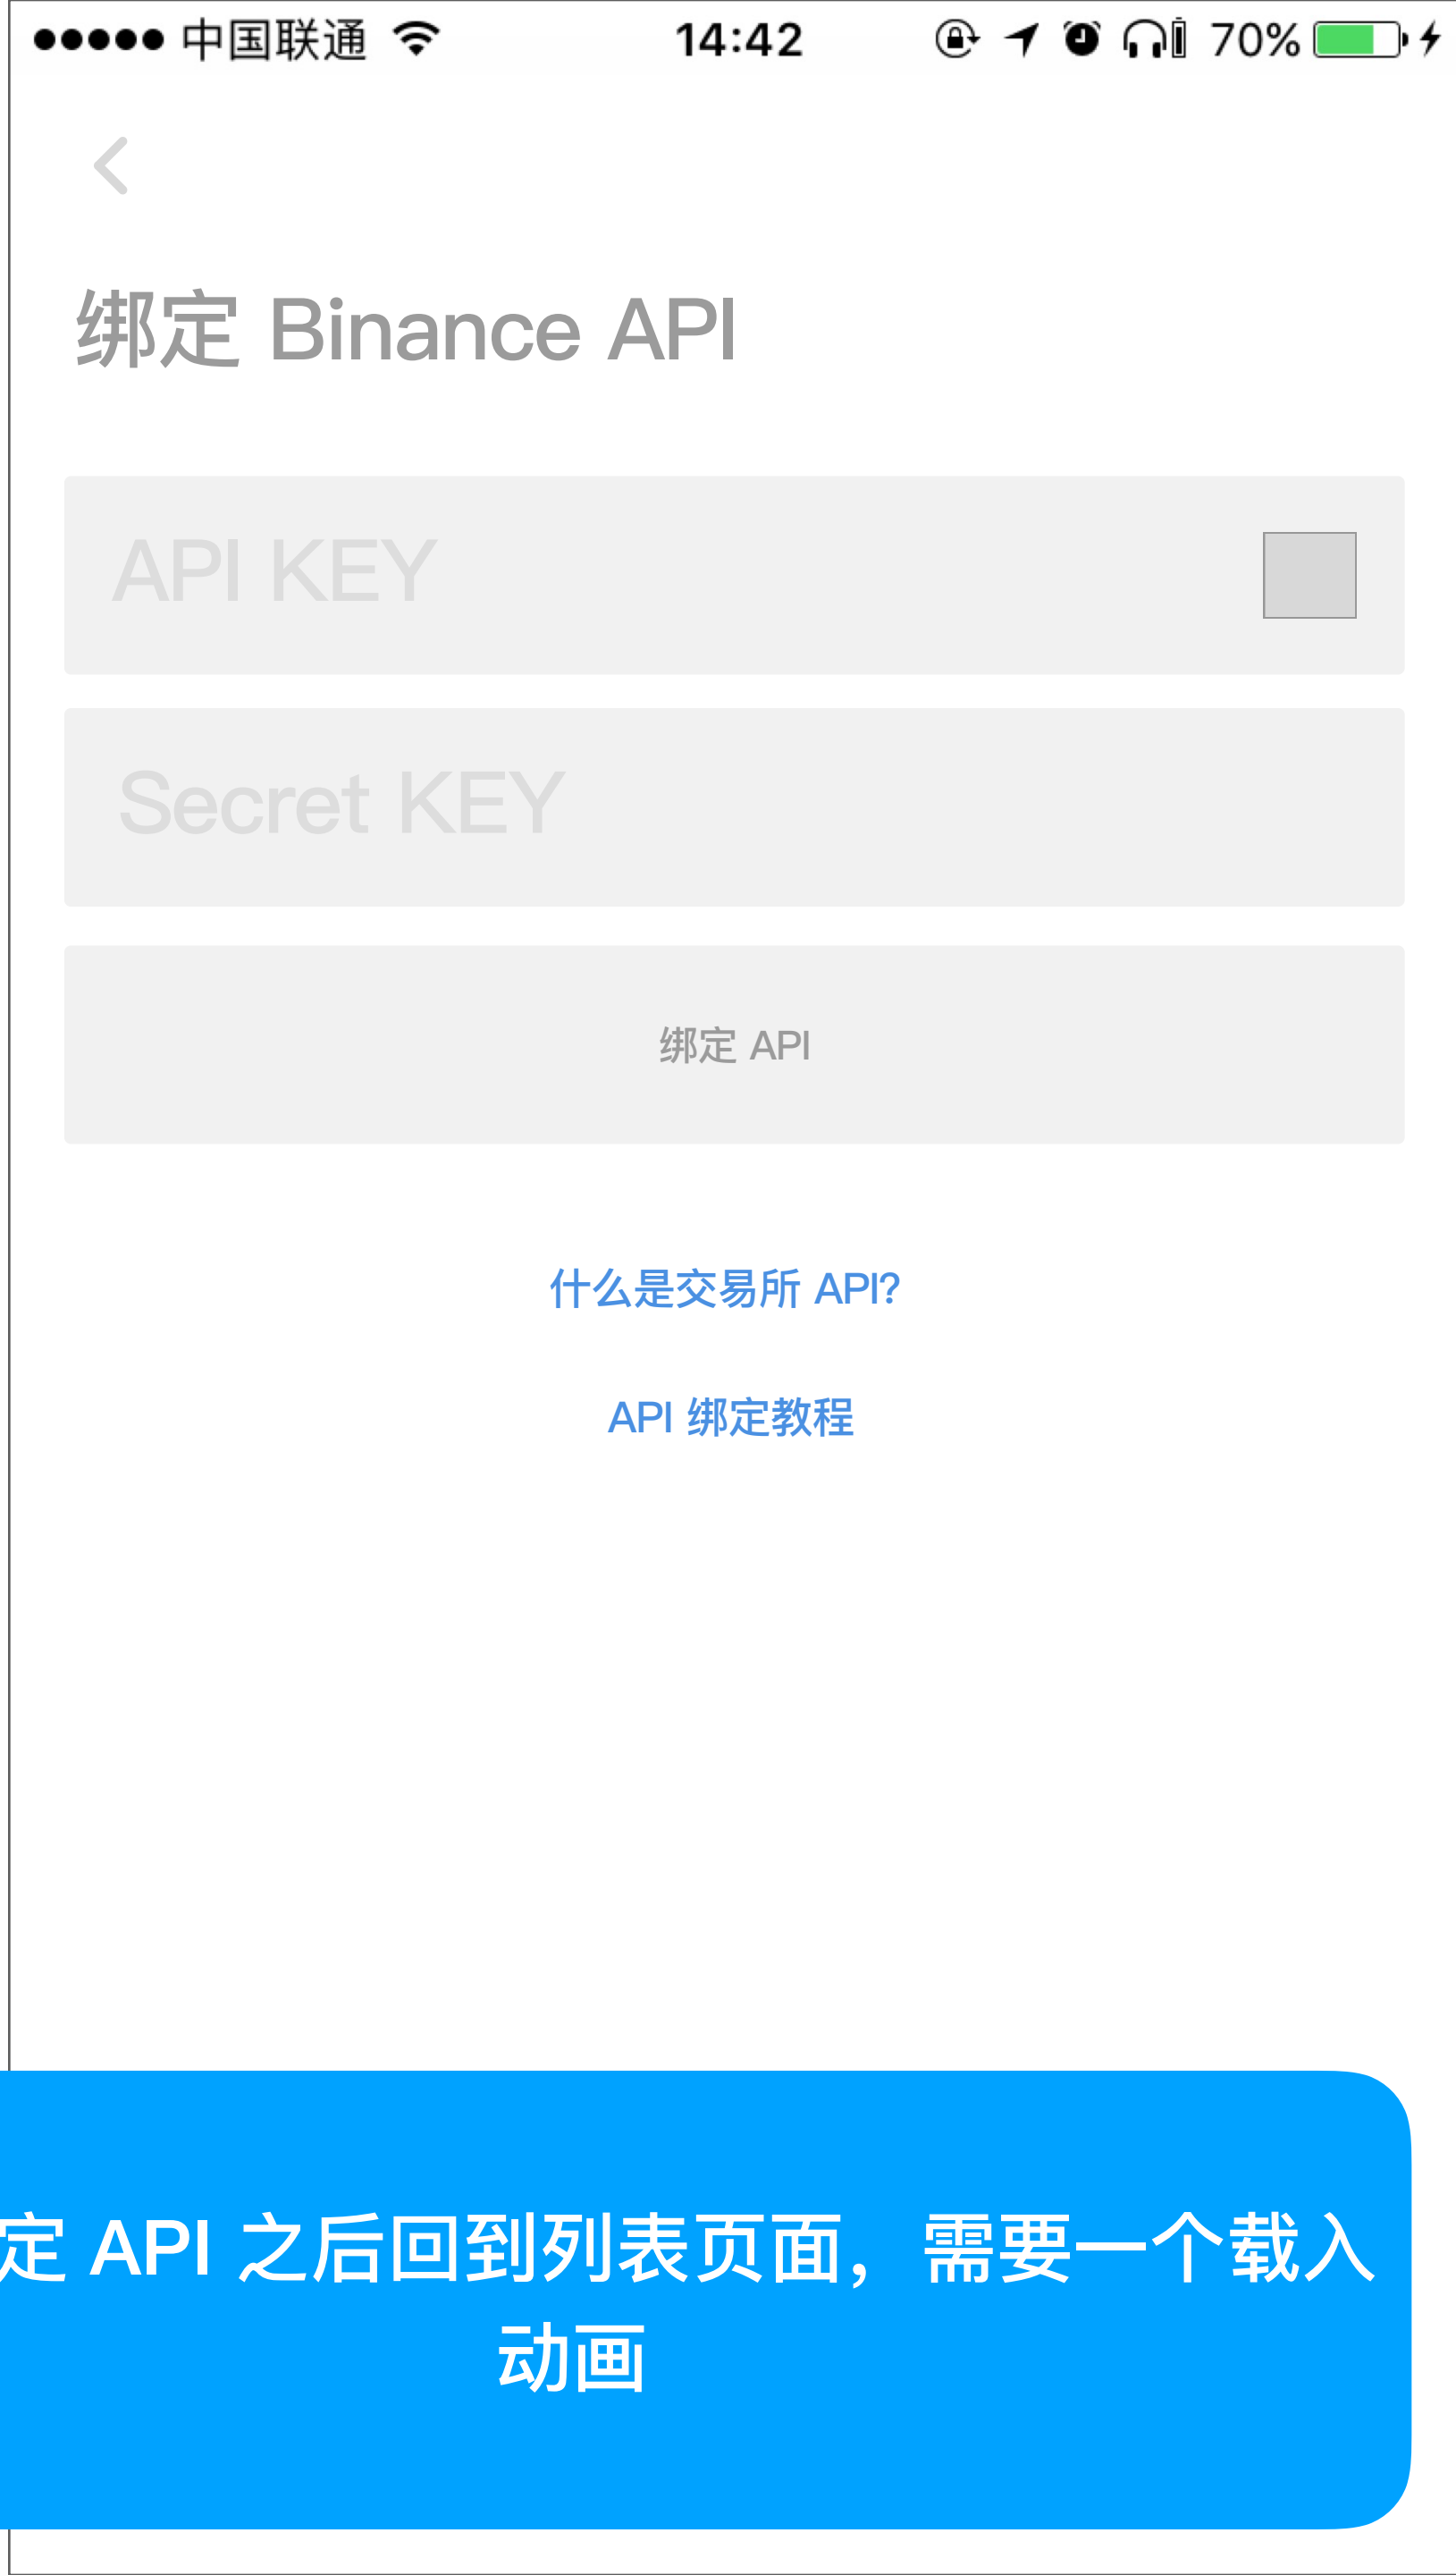 中国联通 14:42 70%
绑定 Binance API
API KEY
Secret KEY
绑定 API
什么是交易所 API?
API 绑定教程
定 API 之后回到列表页面，需要一个载入
动画